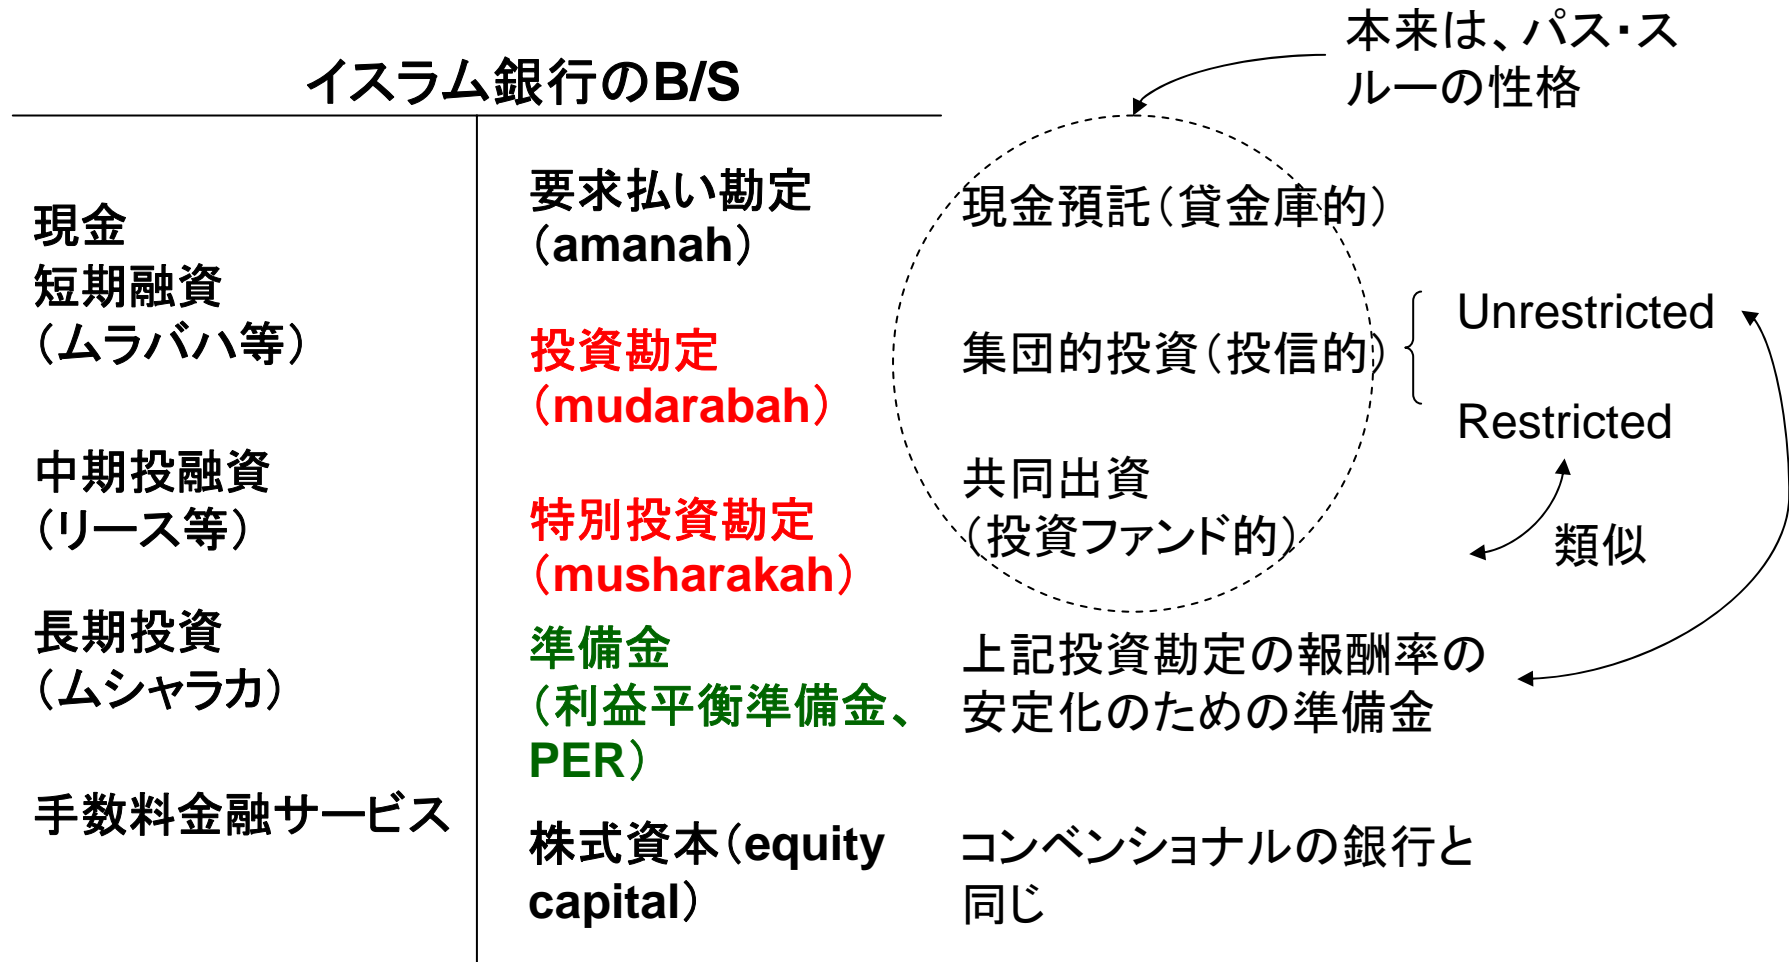 本来は、パス・ス
ルーの性格
イスラム銀行のB/S
現金
短期融資
（ムラバハ等）
中期投融資
（リース等）
長期投資
（ムシャラカ）
手数料金融サービス
要求払い勘定
（amanah）
投資勘定
（mudarabah）
特別投資勘定
（musharakah）
準備金
（利益平衡準備金、
PER）
株式資本（equity
capital）
現金預託（貸金庫的）
集団的投資（投信的）
共同出資
（投資ファンド的）
上記投資勘定の報酬率の
安定化のための準備金
コンベンショナルの銀行と
同じ
Unrestricted
Restricted
類似